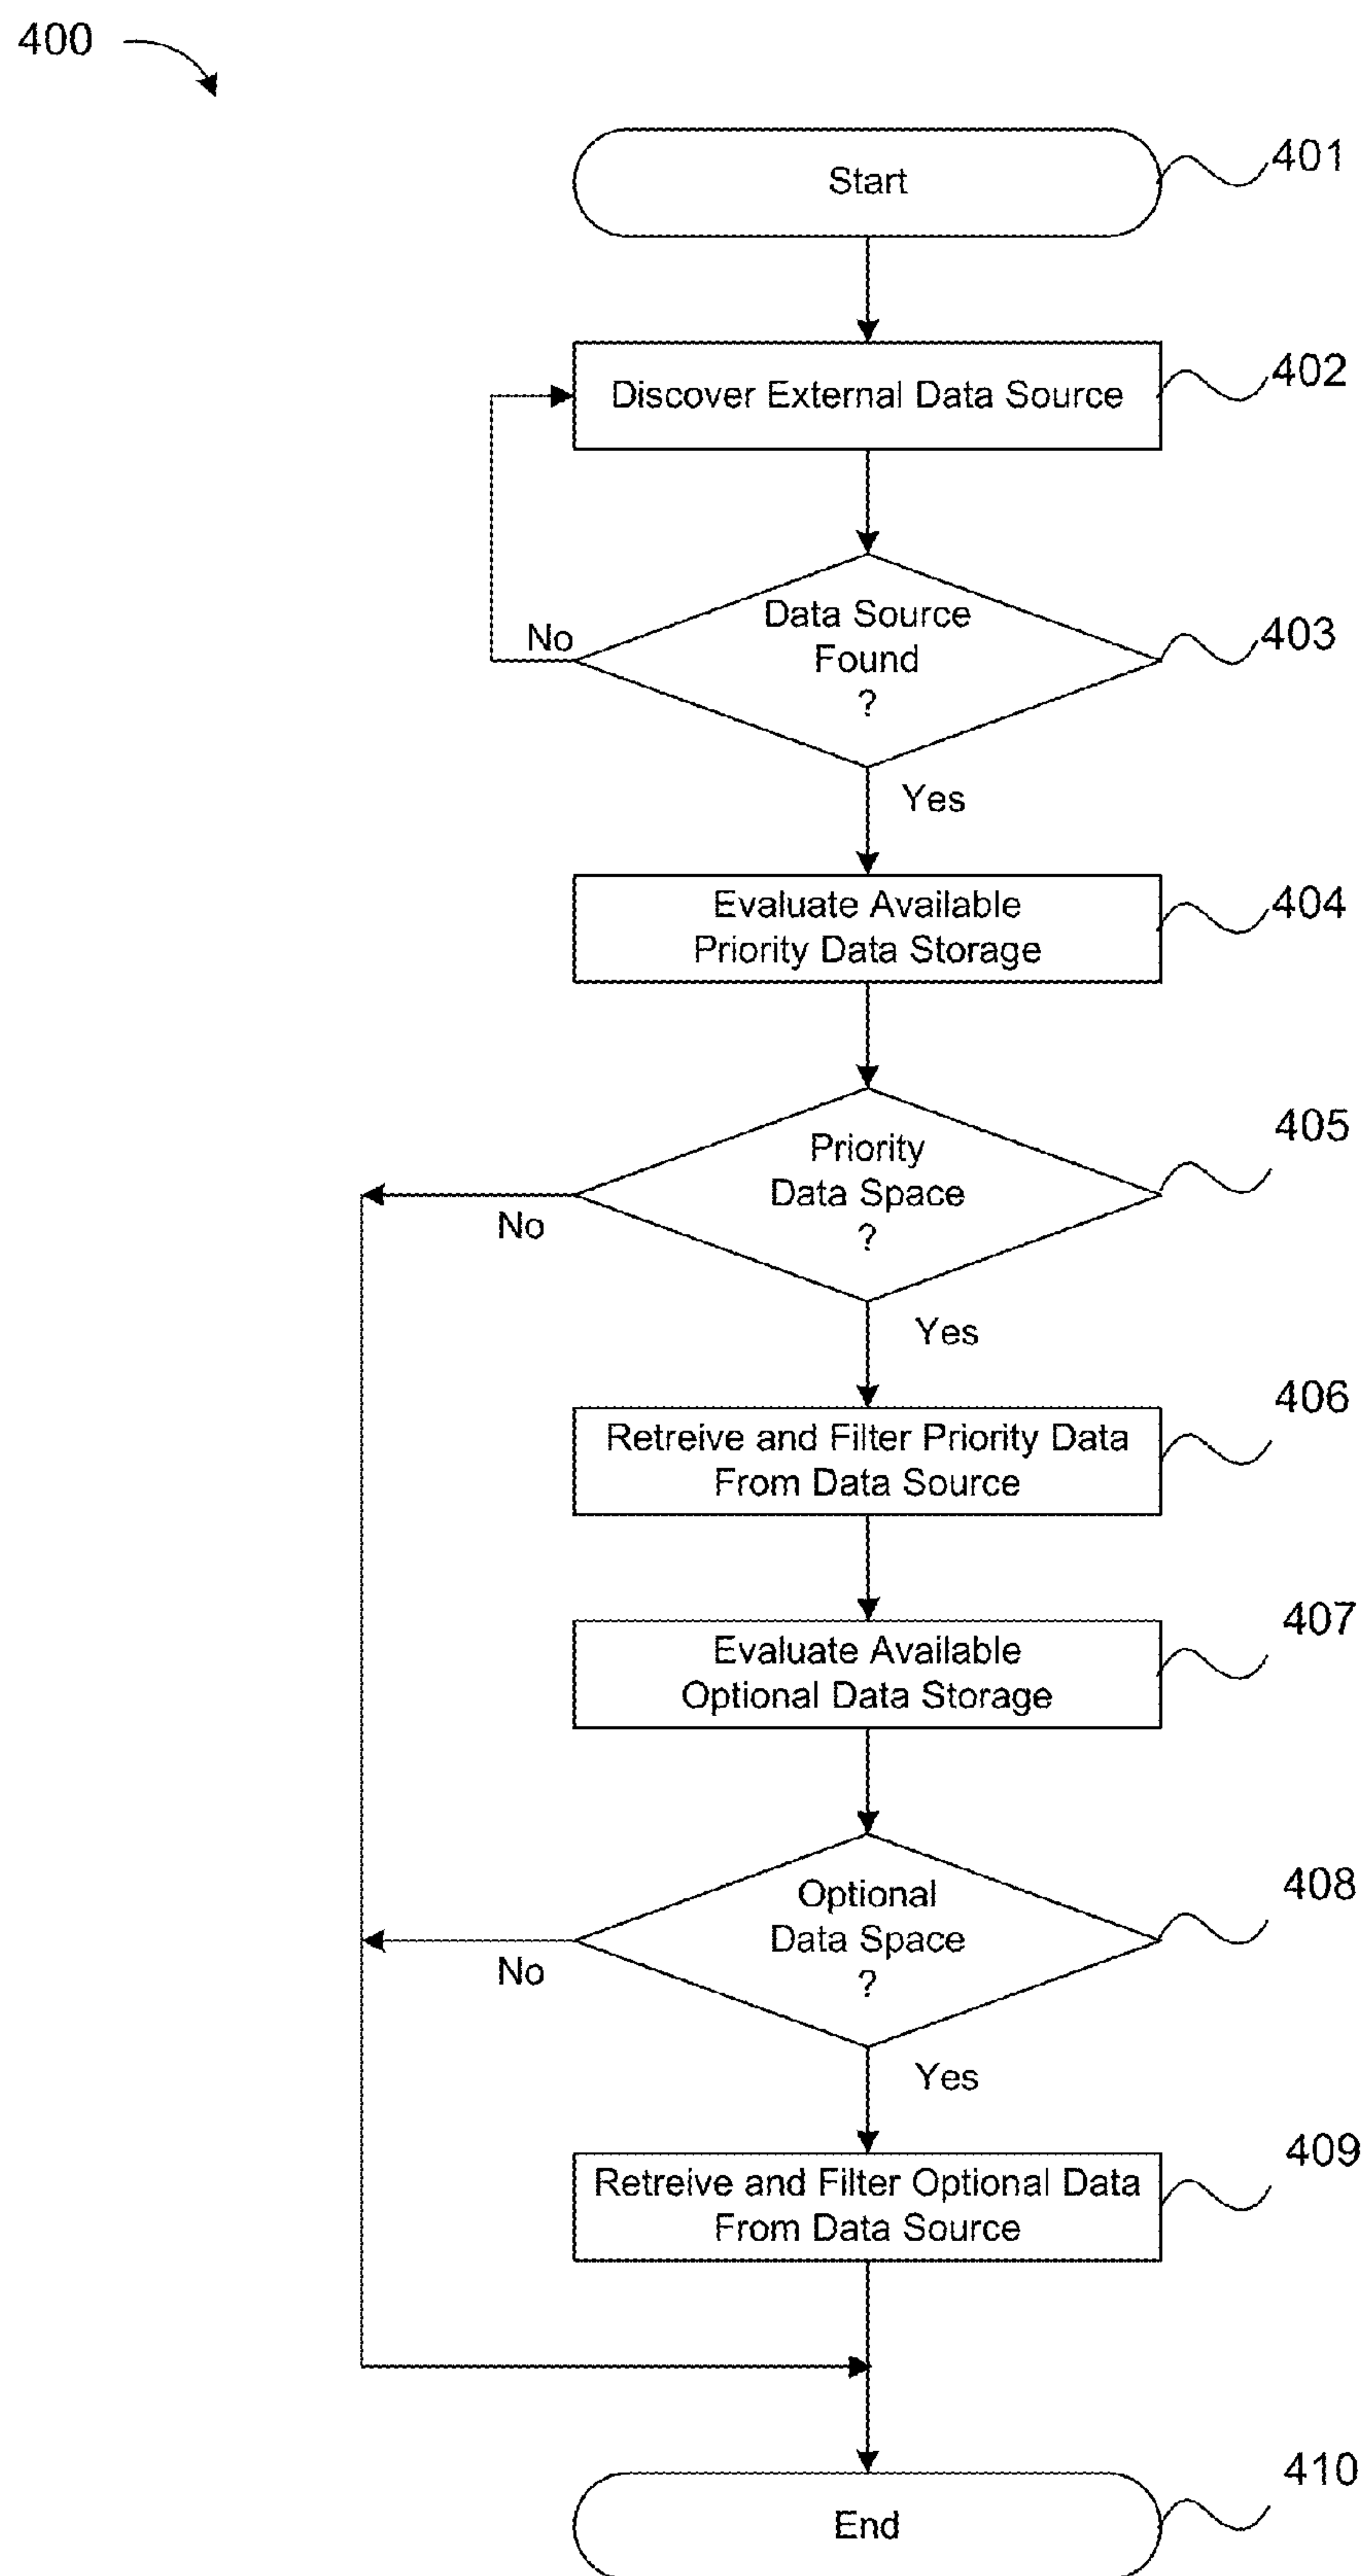 400
Start
401
Discover External Data Source
402
Data Source
Found
?
403
No
Yes
Evaluate Available
Priority Data Storage
404
Priority
Data Space
?
405
No
Yes
Retreive and Filter Priority Data
From Data Source
406
Evaluate Available
Optional Data Storage
407
Optional
Data Space
?
408
No
Yes
Retreive and Filter Optional Data
From Data Source
409
End
410